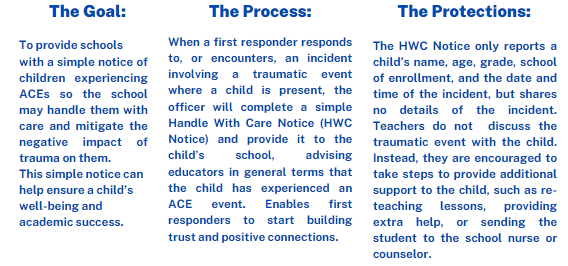 The Goal:
To provide schools
with a simple notice of
children experiencing
ACEs so the school
may handle them with
care and mitigate the
negative impact of
trauma on them.
This simple notice can
help ensure a child's
well-being and
academic success.
The Process:
When a first responder responds
to, or encounters, an incident
involving a traumatic event
where a child is present, the
officer will complete a simple
Handle With Care Notice (HWC
Notice) and provide it to the
child's school, advising
educators in general terms that
the child has experienced an
ACE event. Enables first
responders to start building
trust and positive connections.
The Protections:
The HWC Notice only reports a
child's name, age, grade, school
of enrollment, and the date and
time of the incident, but shares
no details of the incident.
Teachers do not discuss the
traumatic event with the child.
Instead, they are encouraged to
take steps to provide additional
support to the child, such as re-
teaching lessons, providing
extra help, or sending the
student to the school nurse or
counselor.